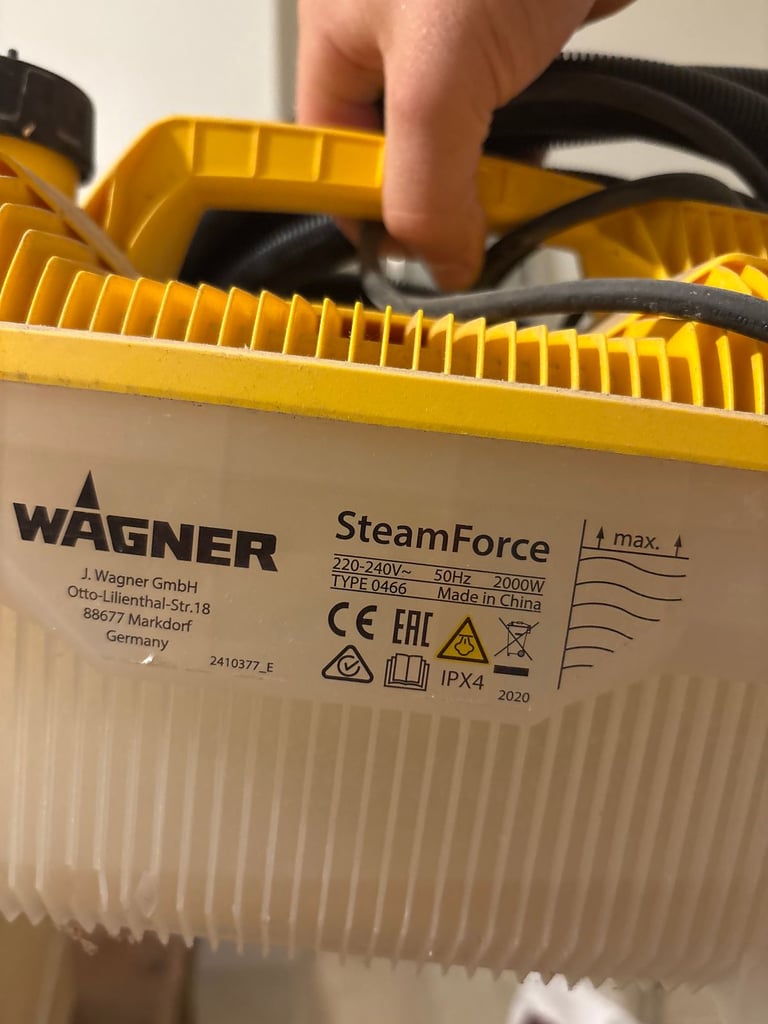 WAGNER
J. Wagner GmbH
Otto-Lilienthal-Str.18
88677 Markdorf
Germany
2410377_E
SteamForce
220-240V~ 50Hz 2000W
TYPE 0466 Made in China
CE EAC
IPX4
2020
max.